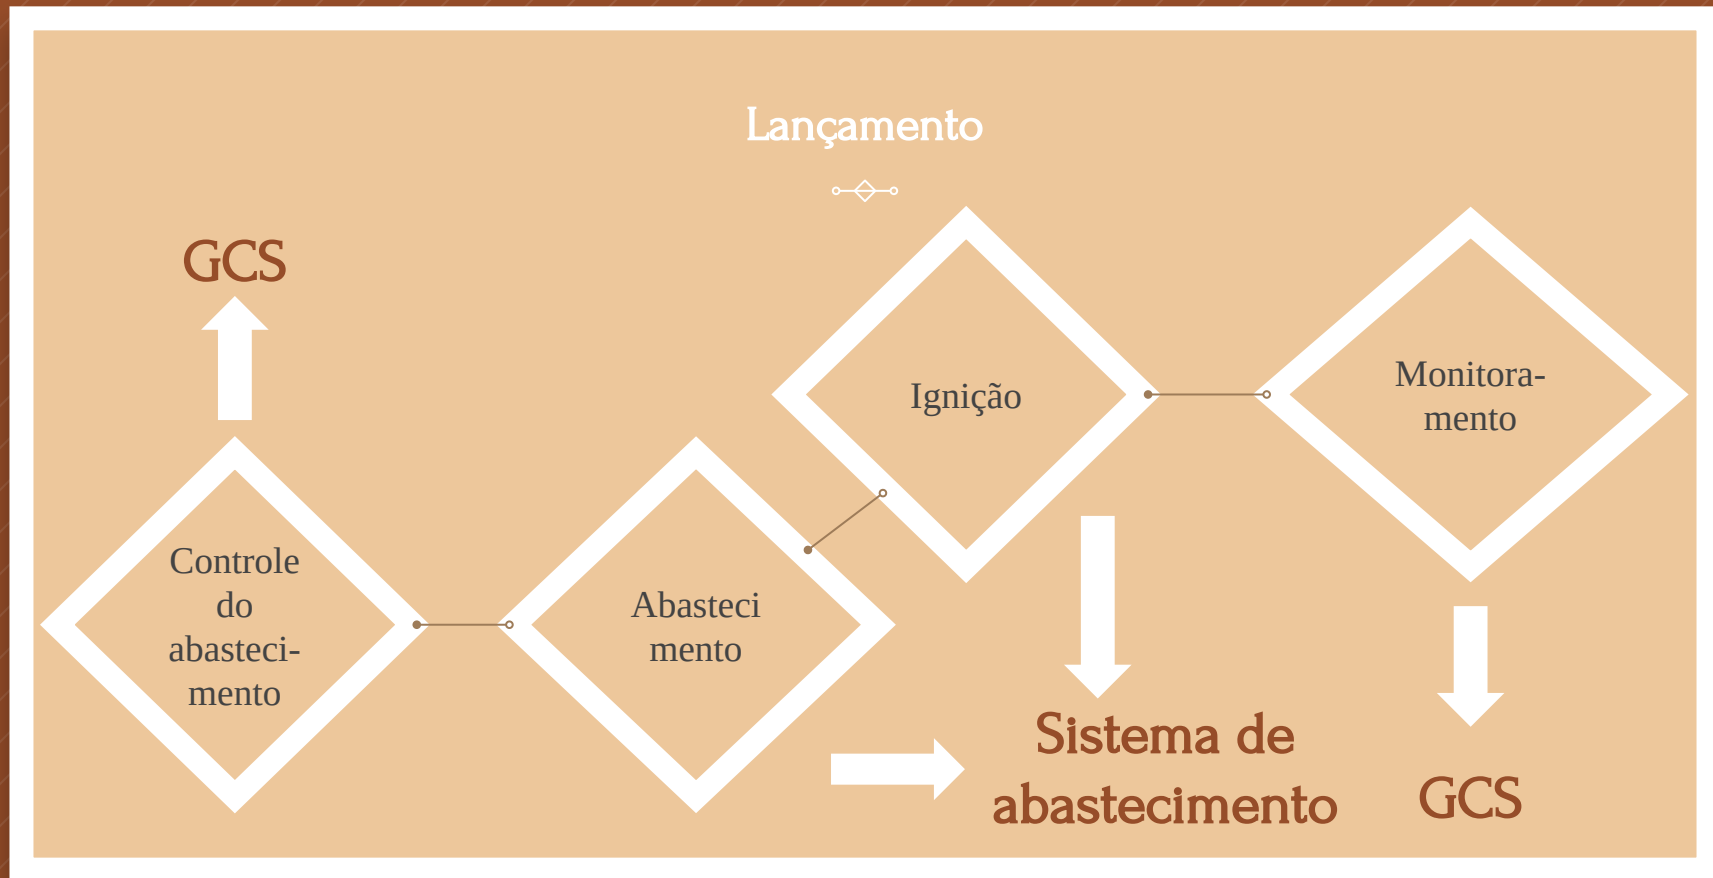 Lançamento
GCS
Controle
do
abasteci-
mento
Abasteci
mento
Ignição
Monitora-
mento
Sistema de
abastecimento
GCS